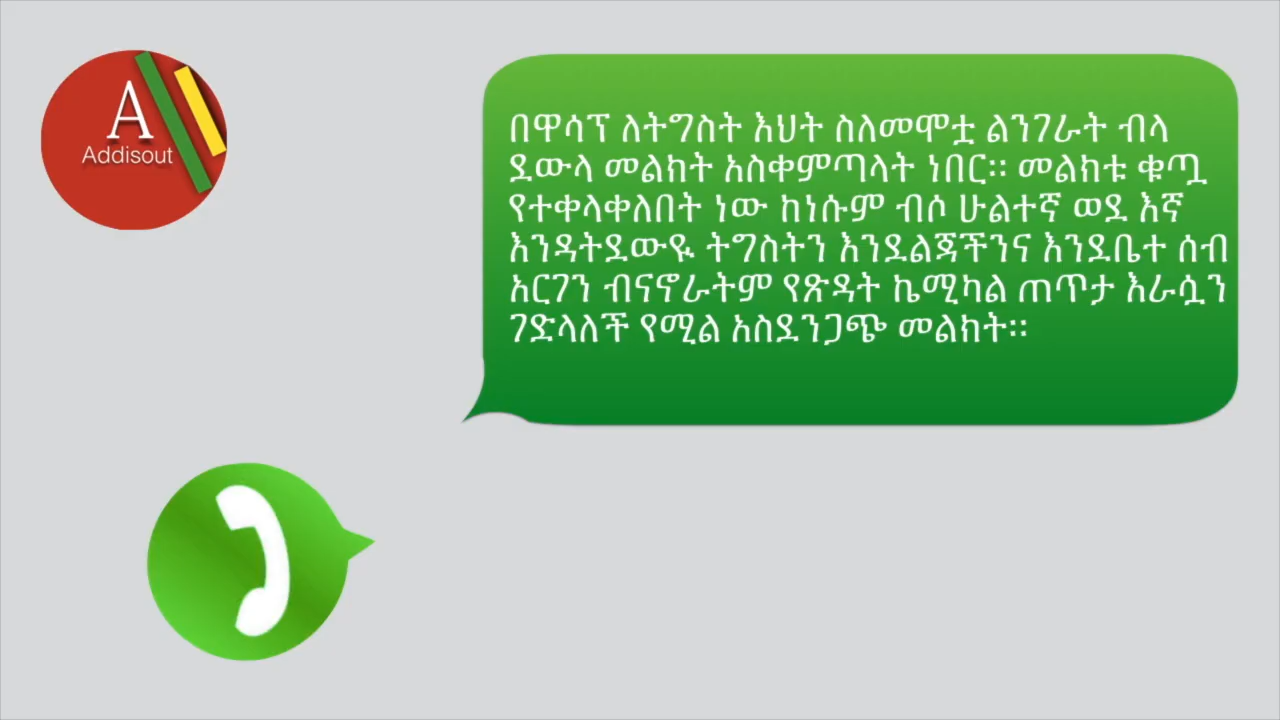 A
Addisout
በዋሳፕ ለትግስት እህት ስለመሞቷ ልንገራት ብላ
ደውላ መልክት አስቀምጣላት ነበር፡፡ መልክቱ ቁጧ
የተቀላቀለበት ነው ከነሱም ብሶ ሁልተኛ ወደ እኛ
እንዳትደውዪ ትግስትን እንደልጃችንና እንደቤተ ሰብ
አርገን ብናኖራትም የጽዳት ኬሚካል ጠጥታ እራሷን
ገድላለች የሚል አስደንጋጭ መልክት፡፡